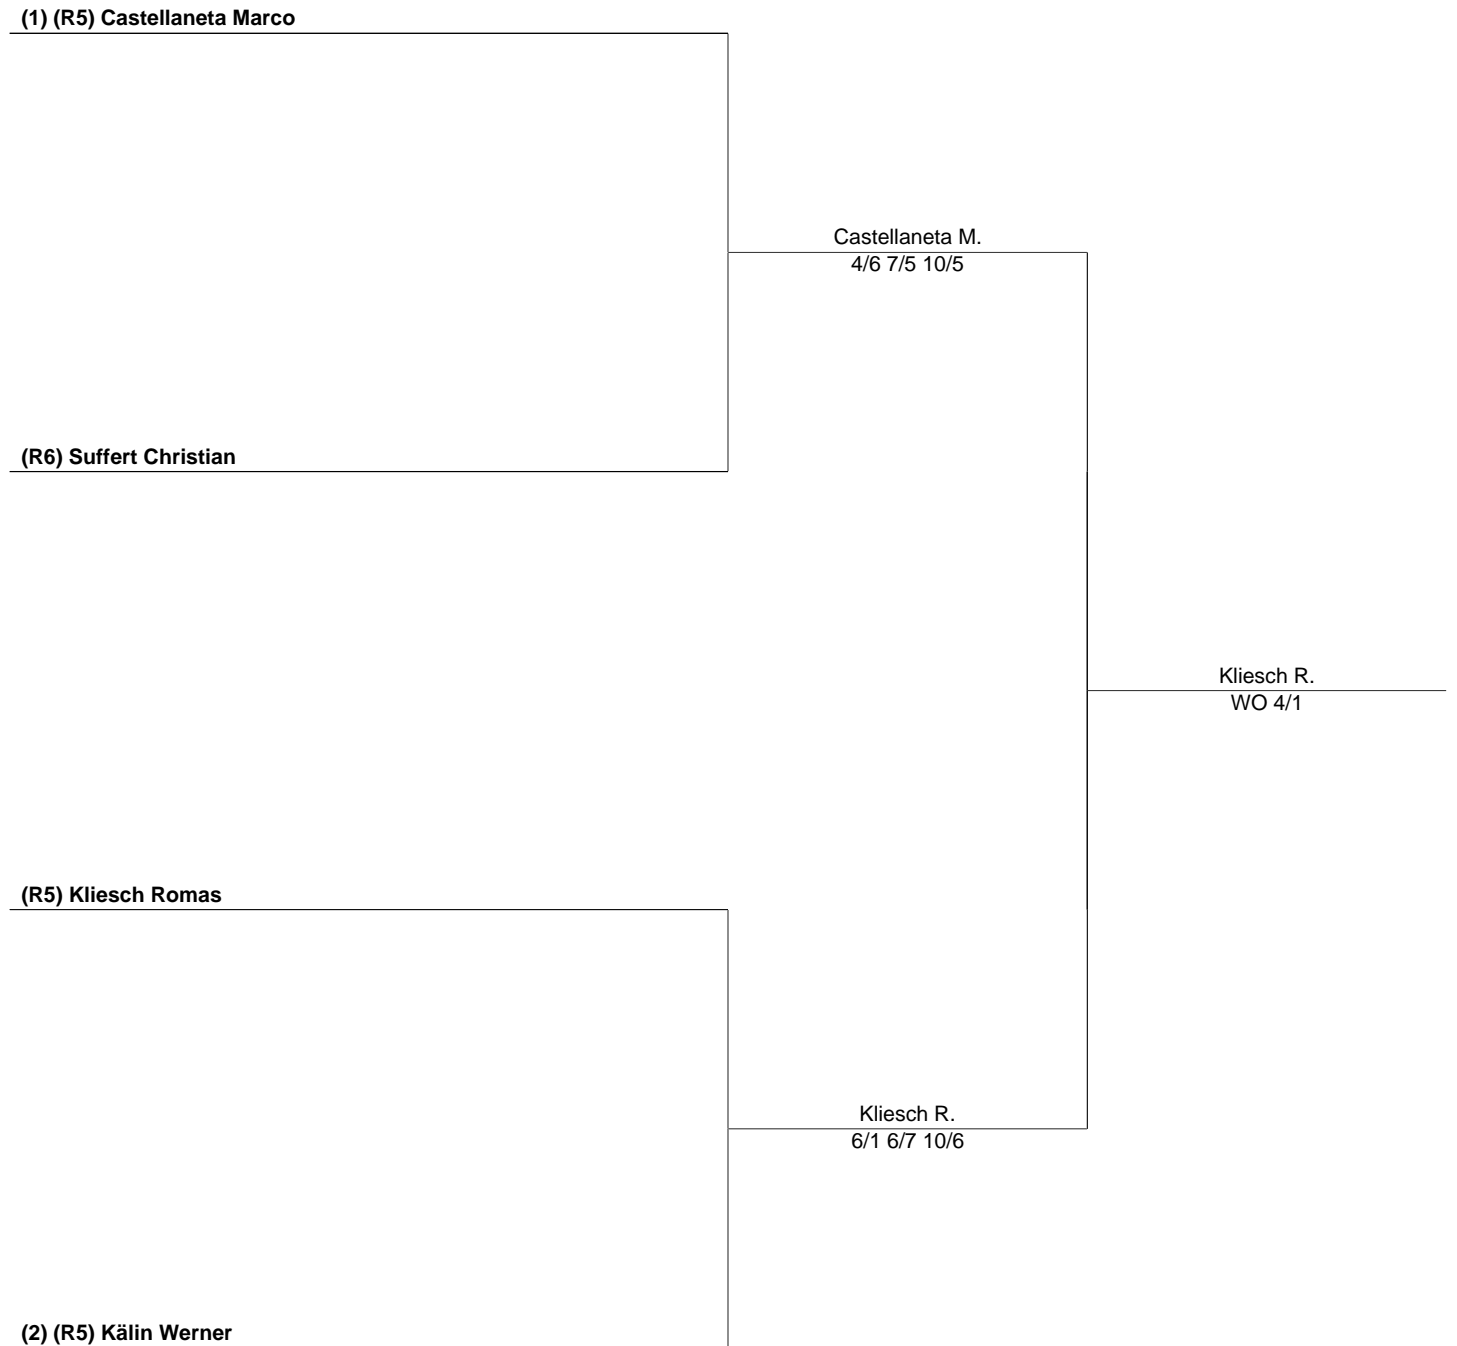 (1) (R5) Castellaneta Marco
Castellaneta M.
4/6 7/5 10/5
(R6) Suffert Christian
Kliesch R.
WO 4/1
(R5) Kliesch Romas
Kliesch R.
6/1 6/7 10/6
(2) (R5) Kälin Werner